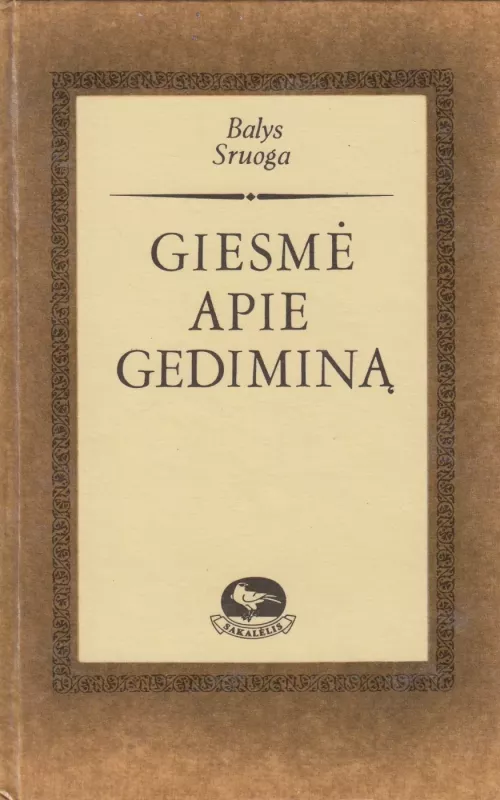 Balys
Sruoga
GIESMĖ
APIE
GEDIMINĄ
SAKALĖLIS